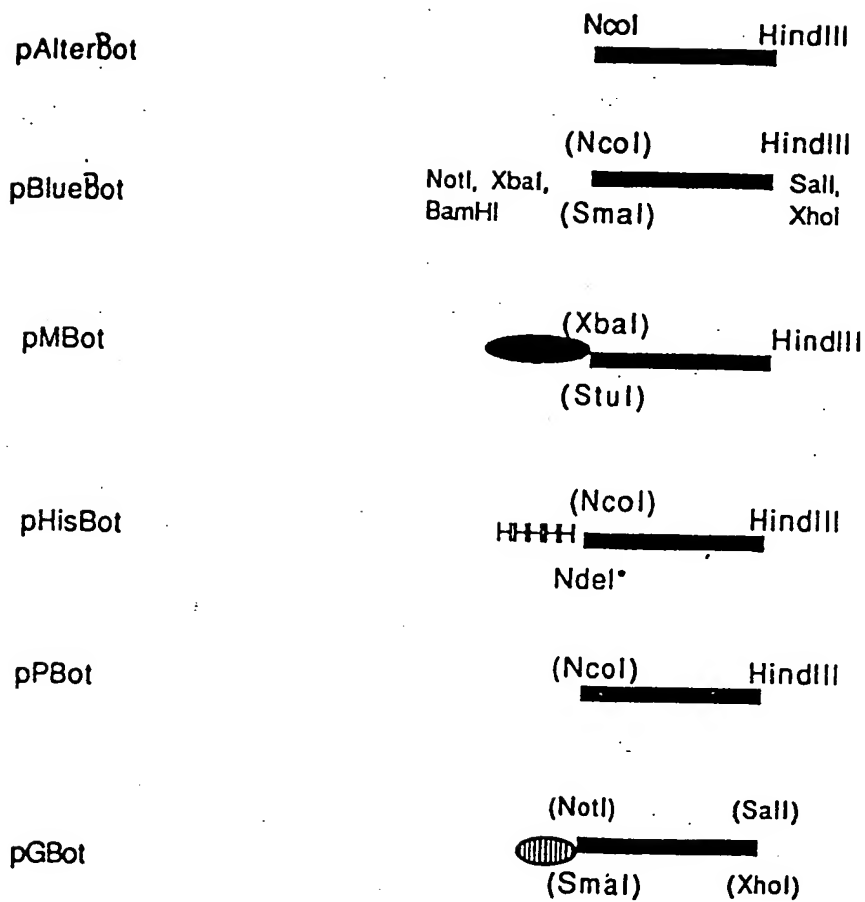 pAlterBot
NcoI HindIII
pBlueBot
(NcoI) HindIII
NotI, XbaI,
BamHI
(SmaI)
SalI,
XhoI
pMBot
(XbaI) HindIII
(StuI)
pHisBot
(NcoI) HindIII
HHHHH
NdeI*
pPBot
(NcoI) HindIII
pGBot
(NotI) (SalI)
(SmaI) (XhoI)